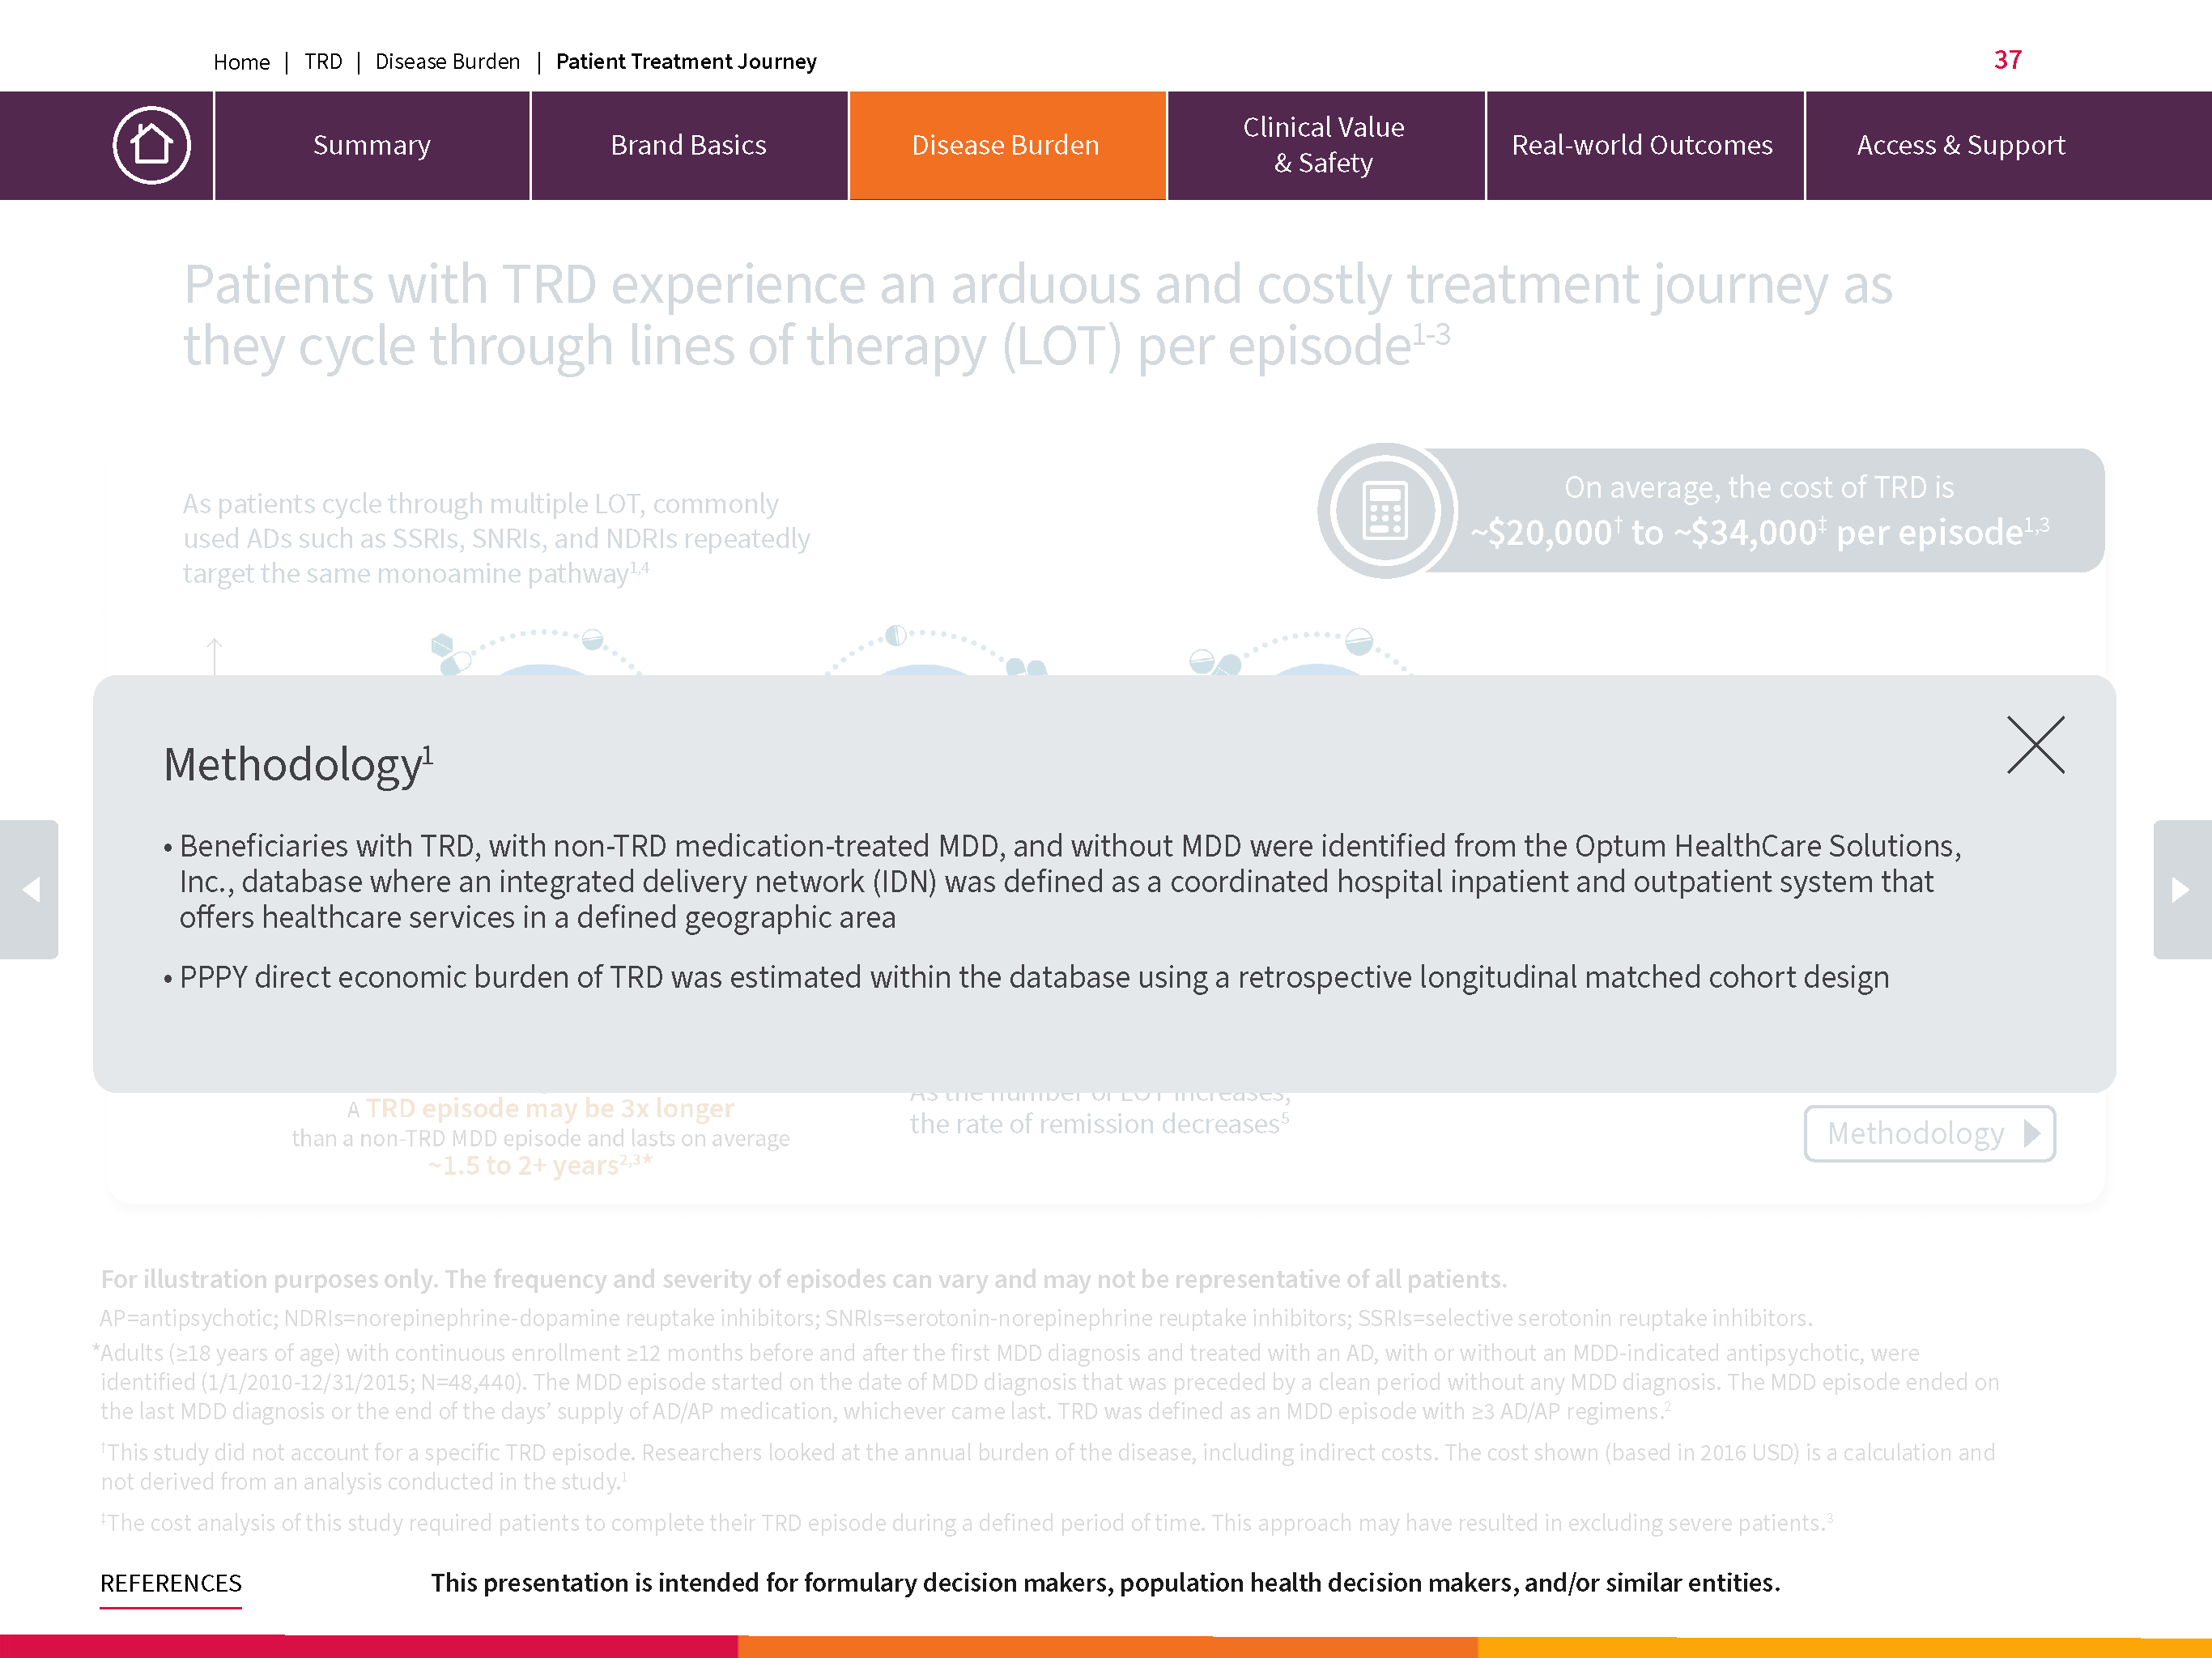 Home | TRD | Disease Burden | Patient Treatment Journey
37
Summary
Brand Basics
Disease Burden
Clinical Value
& Safety
Real-world Outcomes
Access & Support
Patients with TRD experience an arduous and costly treatment journey as
they cycle through lines of therapy (LOT) per episode1-3
As patients cycle through multiple LOT, commonly
used ADs such as SSRIs, SNRIs, and NDRIs repeatedly
target the same monoamine pathway1,4
On average, the cost of TRD is
~$20,000† to ~$34,000‡ per episode1,3
Methodology1
• Beneficiaries with TRD, with non-TRD medication-treated MDD, and without MDD were identified from the Optum HealthCare Solutions,
Inc., database where an integrated delivery network (IDN) was defined as a coordinated hospital inpatient and outpatient system that
offers healthcare services in a defined geographic area
• PPPY direct economic burden of TRD was estimated within the database using a retrospective longitudinal matched cohort design
A TRD episode may be 3x longer
than a non-TRD MDD episode and lasts on average
~1.5 to 2+ years2,3*
As the number of LOT increases,
the rate of remission decreases5
Methodology
For illustration purposes only. The frequency and severity of episodes can vary and may not be representative of all patients.
AP=antipsychotic; NDRIs=norepinephrine-dopamine reuptake inhibitors; SNRIs=serotonin-norepinephrine reuptake inhibitors; SSRIs=selective serotonin reuptake inhibitors.
*Adults (≥18 years of age) with continuous enrollment ≥12 months before and after the first MDD diagnosis and treated with an AD, with or without an MDD-indicated antipsychotic, were
identified (1/1/2010-12/31/2015; N=48,440). The MDD episode started on the date of MDD diagnosis that was preceded by a clean period without any MDD diagnosis. The MDD episode ended on
the last MDD diagnosis or the end of the days’ supply of AD/AP medication, whichever came last. TRD was defined as an MDD episode with ≥3 AD/AP regimens.2
†This study did not account for a specific TRD episode. Researchers looked at the annual burden of the disease, including indirect costs. The cost shown (based in 2016 USD) is a calculation and
not derived from an analysis conducted in the study.1
‡The cost analysis of this study required patients to complete their TRD episode during a defined period of time. This approach may have resulted in excluding severe patients.3
REFERENCES
This presentation is intended for formulary decision makers, population health decision makers, and/or similar entities.